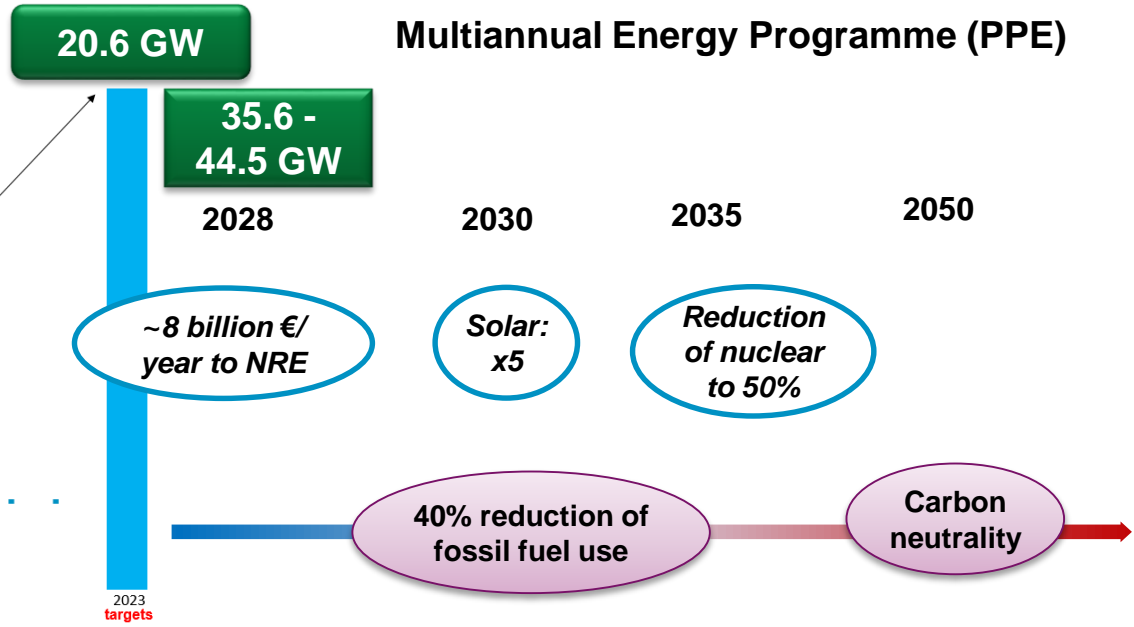 20.6 GW
Multiannual Energy Programme (PPE)
35.6 -
44.5 GW
2028
2030
2035
2050
~8 billion €/
year to NRE
Solar:
x5
Reduction
of nuclear
to 50%
40% reduction of
fossil fuel use
Carbon
neutrality
2023
targets